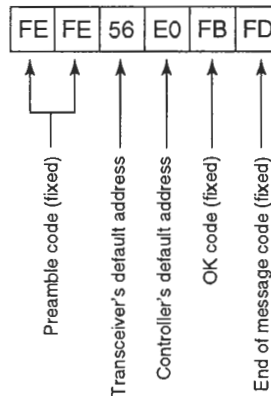 FE FE 56 E0 FB FD
Preamble code (fixed)
Transceiver's default address
Controller's default address
OK code (fixed)
End of message code (fixed)